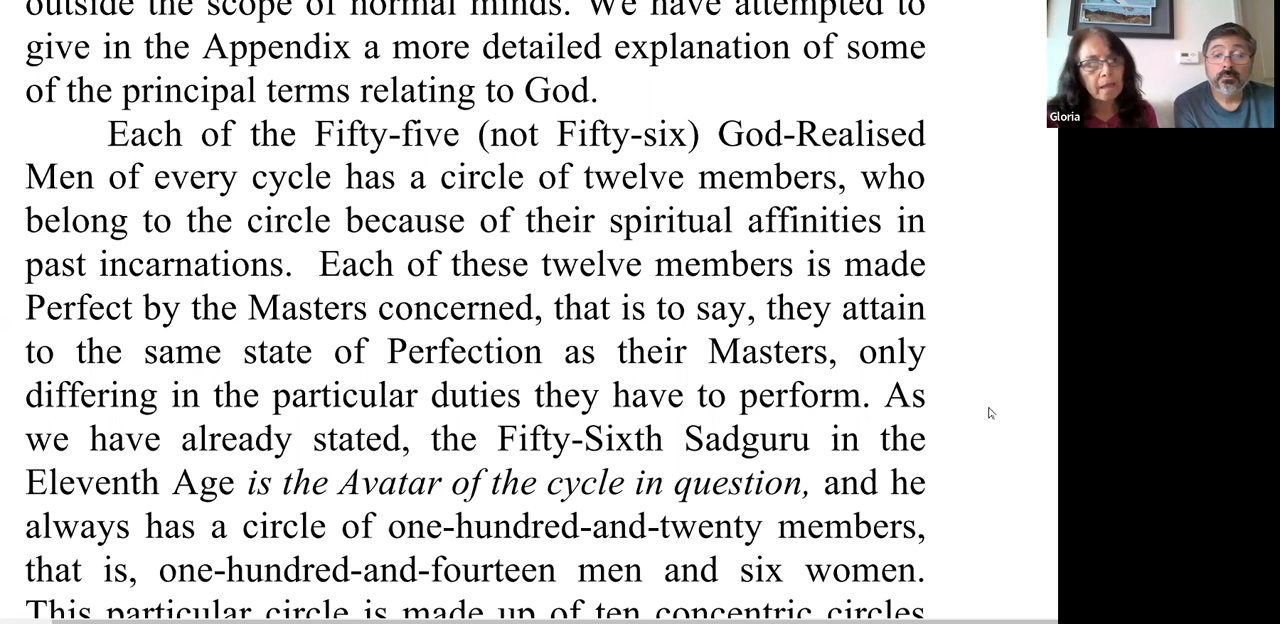 outside the scope of normal minds. We have attempted to
give in the Appendix a more detailed explanation of some
of the principal terms relating to God.
Each of the Fifty-five (not Fifty-six) God-Realised
Men of every cycle has a circle of twelve members, who
belong to the circle because of their spiritual affinities in
past incarnations. Each of these twelve members is made
Perfect by the Masters concerned, that is to say, they attain
to the same state of Perfection as their Masters, only
differing in the particular duties they have to perform. As
we have already stated, the Fifty-Sixth Sadguru in the
Eleventh Age is the Avatar of the cycle in question, and he
always has a circle of one-hundred-and-twenty members,
that is, one-hundred-and-fourteen men and six women.
This particular circle is made up of ten concentric circles
Gloria